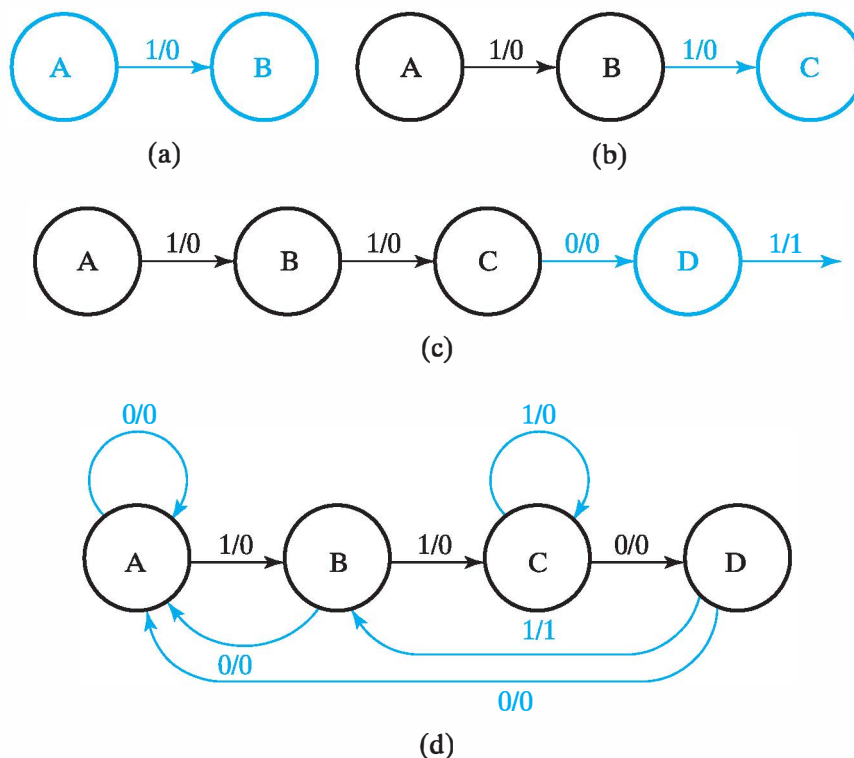 1/0 1/0 1/0
A B A B C
(a) (b)
1/0 1/0 0/0 1/1
A B C D
(c)
0/0 1/0
1/0 1/0 0/0
A B C D
1/1
0/0
0/0
(d)